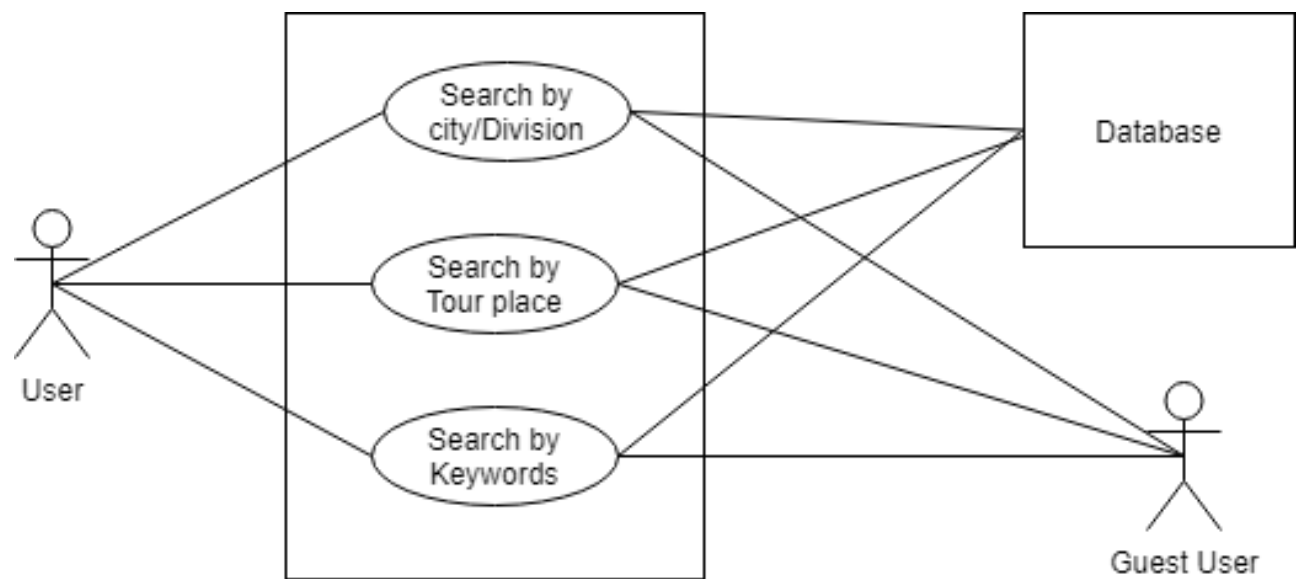 Search by
city/Division
Database
Search by
Tour place
User
Search by
Keywords
Guest User